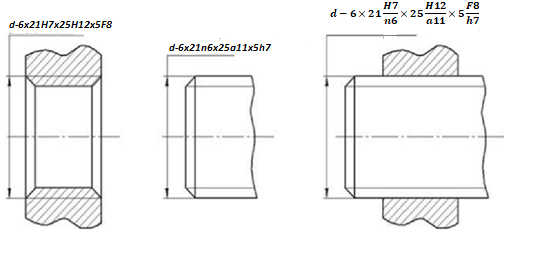 d-6x21H7x25H12x5F8
d-6x21n6x25a11x5h7
d − 6 × 21 H7/n6 × 25 H12/a11 × 5 F8/h7